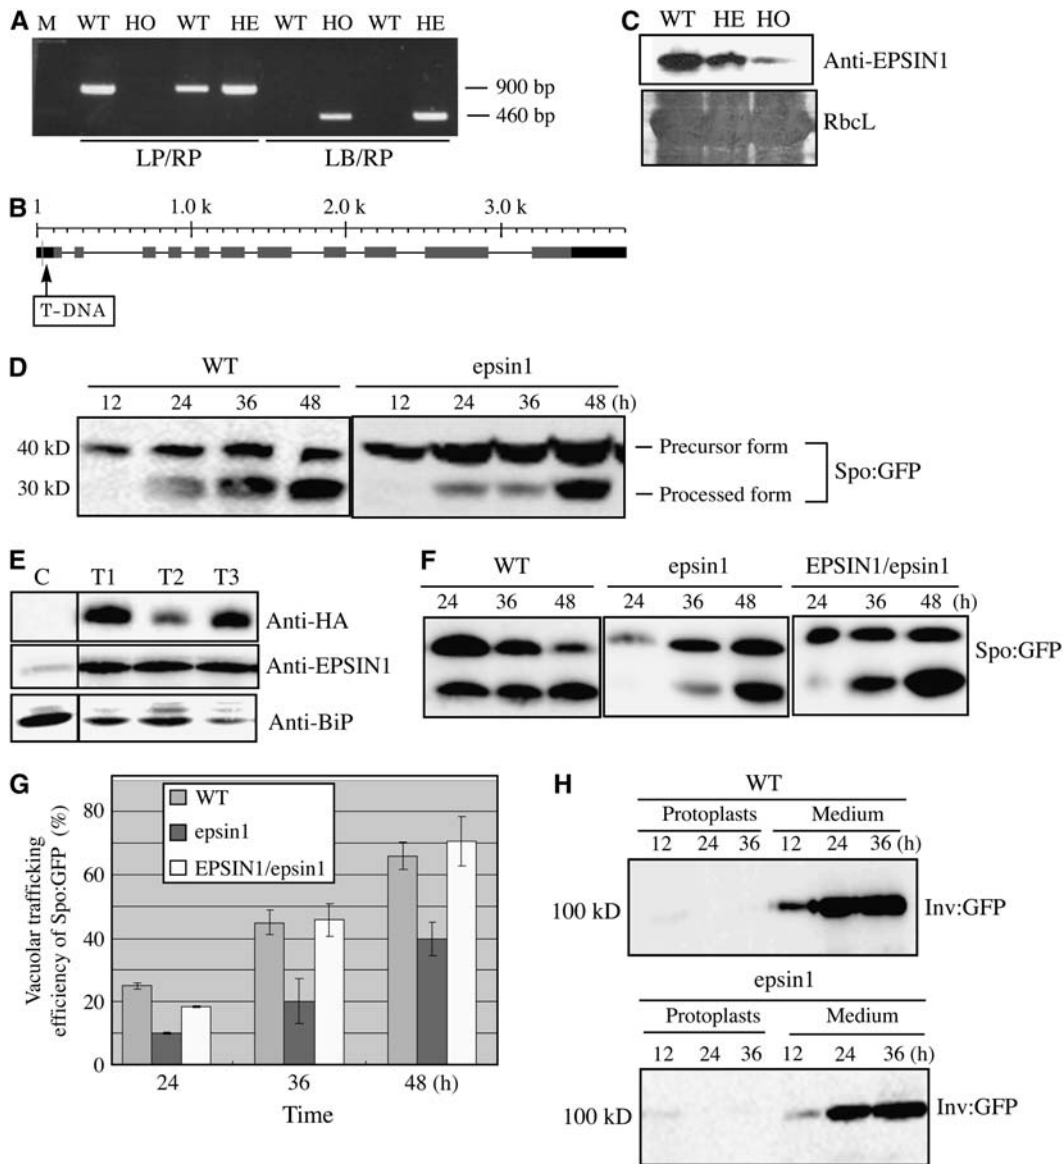 A M WT HO WT HE WT HO WT HE
900 bp
460 bp
LP/RP LB/RP
B 1 1.0 k 2.0 k 3.0 k
T-DNA
C WT HE HO
Anti-EPSIN1
RbcL
D WT epsin1
12 24 36 48 12 24 36 48 (h)
40 kD
30 kD
Precursor form
Processed form
Spo:GFP
E C T1 T2 T3
Anti-HA
Anti-EPSIN1
Anti-BiP
F WT epsin1 EPSIN1/epsin1
24 36 48 24 36 48 24 36 48 (h)
Spo:GFP
G
Vacuolar trafficking
efficiency of Spo:GFP (%)
80
60
40
20
0
WT
epsin1
EPSIN1/epsin1
24 36 48 (h)
Time
H WT
Protoplasts Medium
12 24 36 12 24 36 (h)
100 kD
Inv:GFP
epsin1
Protoplasts Medium
12 24 36 12 24 36 (h)
100 kD
Inv:GFP